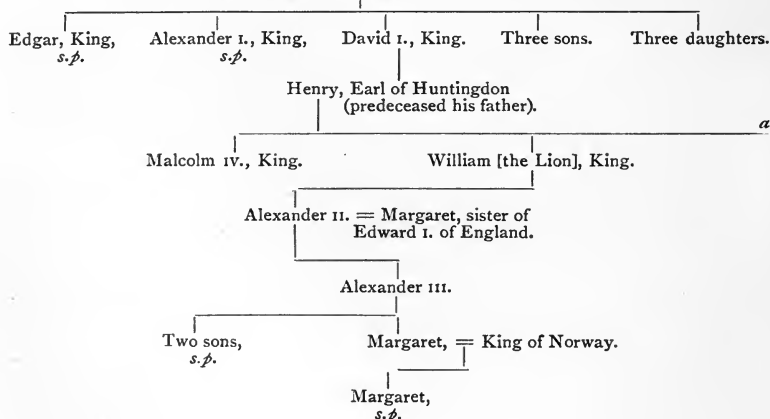 Edgar, King, Alexander I., King, David I., King. Three sons. Three daughters.
s.p. s.p.
Henry, Earl of Huntingdon
(predeceased his father).
a
Malcolm IV., King. William [the Lion], King.
Alexander II. = Margaret, sister of
Edward I. of England.
Alexander III.
Two sons, Margaret, = King of Norway.
s.p.
Margaret,
s.p.